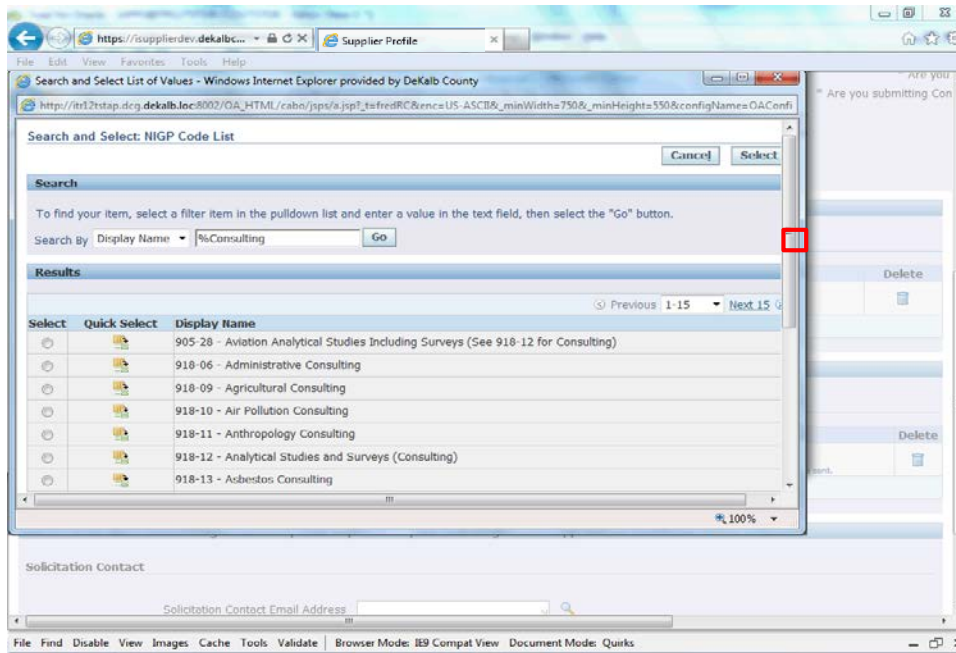 https://isupplierdev.dekalbc...
Supplier Profile
File Edit View Favorites Tools Help
Search and Select List of Values - Windows Internet Explorer provided by DeKalb County
* Are you
* Are you submitting Con
http://itr12tstap.dcg.dekalb.loc:8002/OA_HTML/cabo/jsps/a.jsp?_t=fredRC&enc=US-ASCII&_minWidth=750&_minHeight=550&configName=OAConfi
Search and Select: NIGP Code List
Cancel Select
Search
To find your item, select a filter item in the pulldown list and enter a value in the text field, then select the "Go" button.
Search By Display Name %Consulting Go
Results
Delete
Previous 1-15 Next 15
Select Quick Select Display Name
905-28 - Aviation Analytical Studies Including Surveys (See 918-12 for Consulting)
918-06 - Administrative Consulting
918-09 - Agricultural Consulting
918-10 - Air Pollution Consulting
918-11 - Anthropology Consulting
Delete
918-12 - Analytical Studies and Surveys (Consulting)
918-13 - Asbestos Consulting
100%
Solicitation Contact
Solicitation Contact Email Address
File Find Disable View Images Cache Tools Validate Browser Mode: IE9 Compat View Document Mode: Quirks